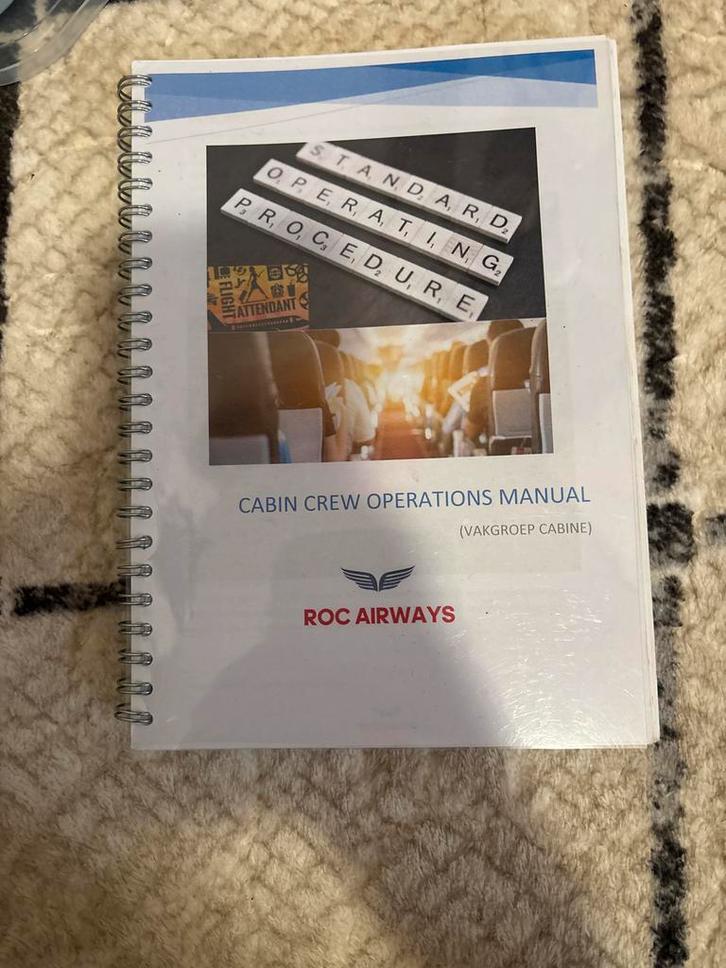 STANDARD
OPERATING
PROCEDURE
FLIGHT
ATTENDANT
CABIN CREW OPERATIONS MANUAL
(VAKGROEP CABINE)
ROC AIRWAYS